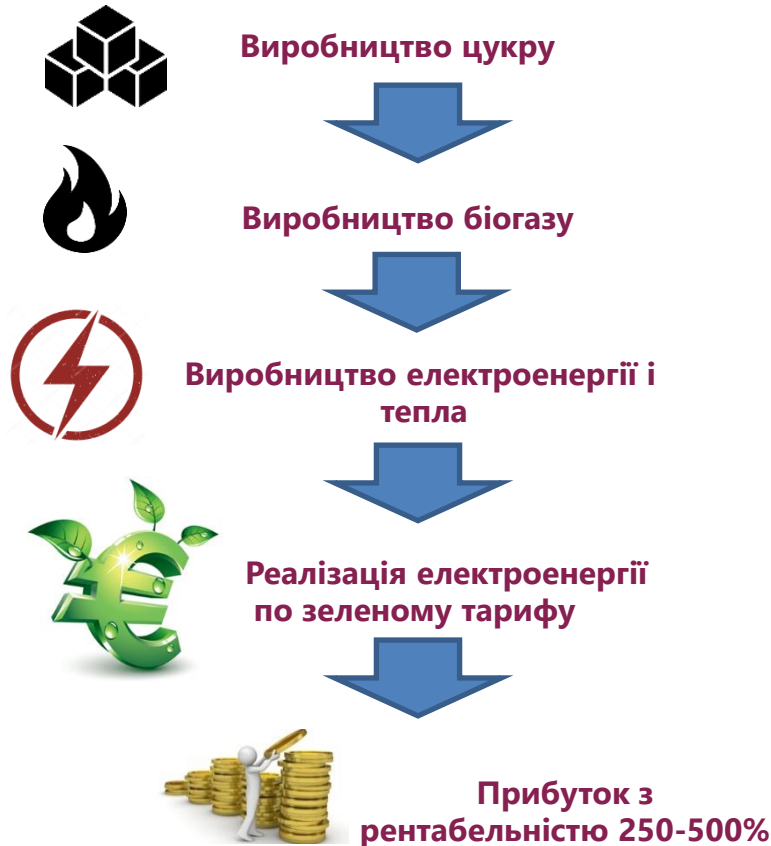 Виробництво цукру
Виробництво біогазу
Виробництво електроенергії і
тепла
Реалізація електроенергії
по зеленому тарифу
Прибуток з
рентабельністю 250-500%